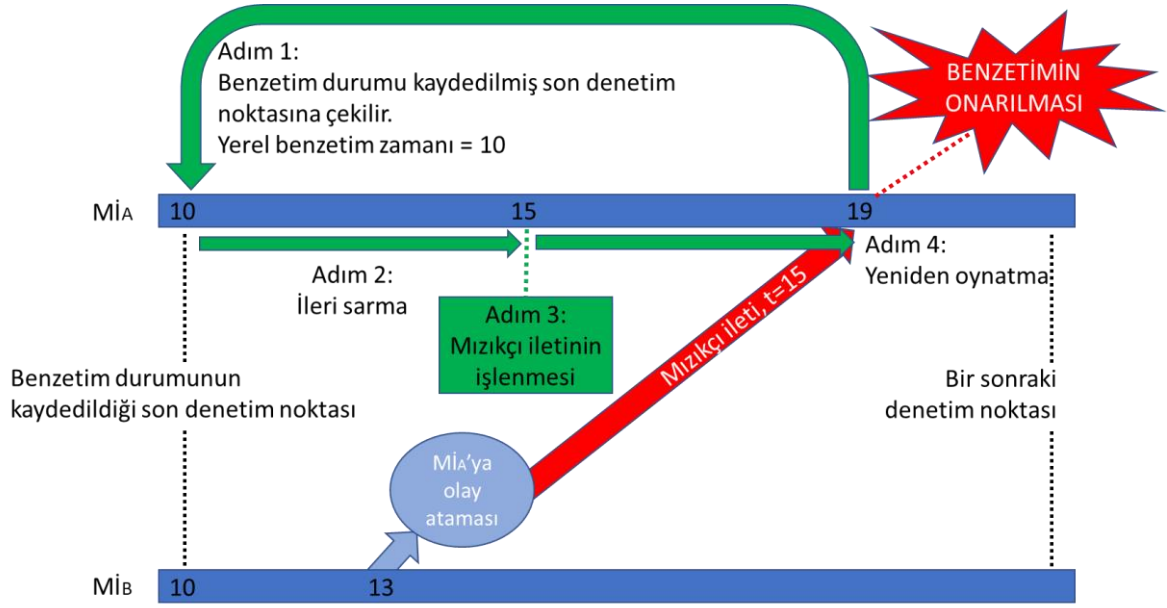 Adım 1:
Benzetim durumu kaydedilmiş son denetim
noktasına çekilir.
Yerel benzetim zamanı = 10
BENZETİMİN
ONARILMASI
MİA
10
15
19
Adım 2:
İleri sarma
Adım 3:
Mızıkçı iletinin
işlenmesi
Adım 4:
Yeniden oynatma
Mızıkçı ileti, t=15
Benzetim durumunun
kaydedildiği son denetim noktası
Bir sonraki
denetim noktası
MİA'ya
olay
ataması
MİB
10
13